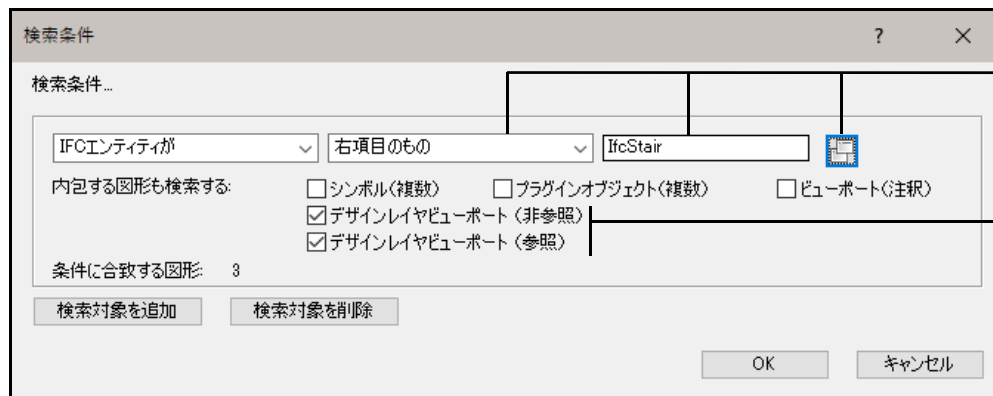 検索条件 ?
検索条件...
IFCエンティティが 右項目のもの IfcStair
内包する図形も検索する: シンボル(複数) プラグインオブジェクト(複数) ビューポート(注釈)
デザインレイヤビューポート (非参照)
デザインレイヤビューポート (参照)
条件に合致する図形: 3
検索対象を追加 検索対象を削除
OK キャンセル